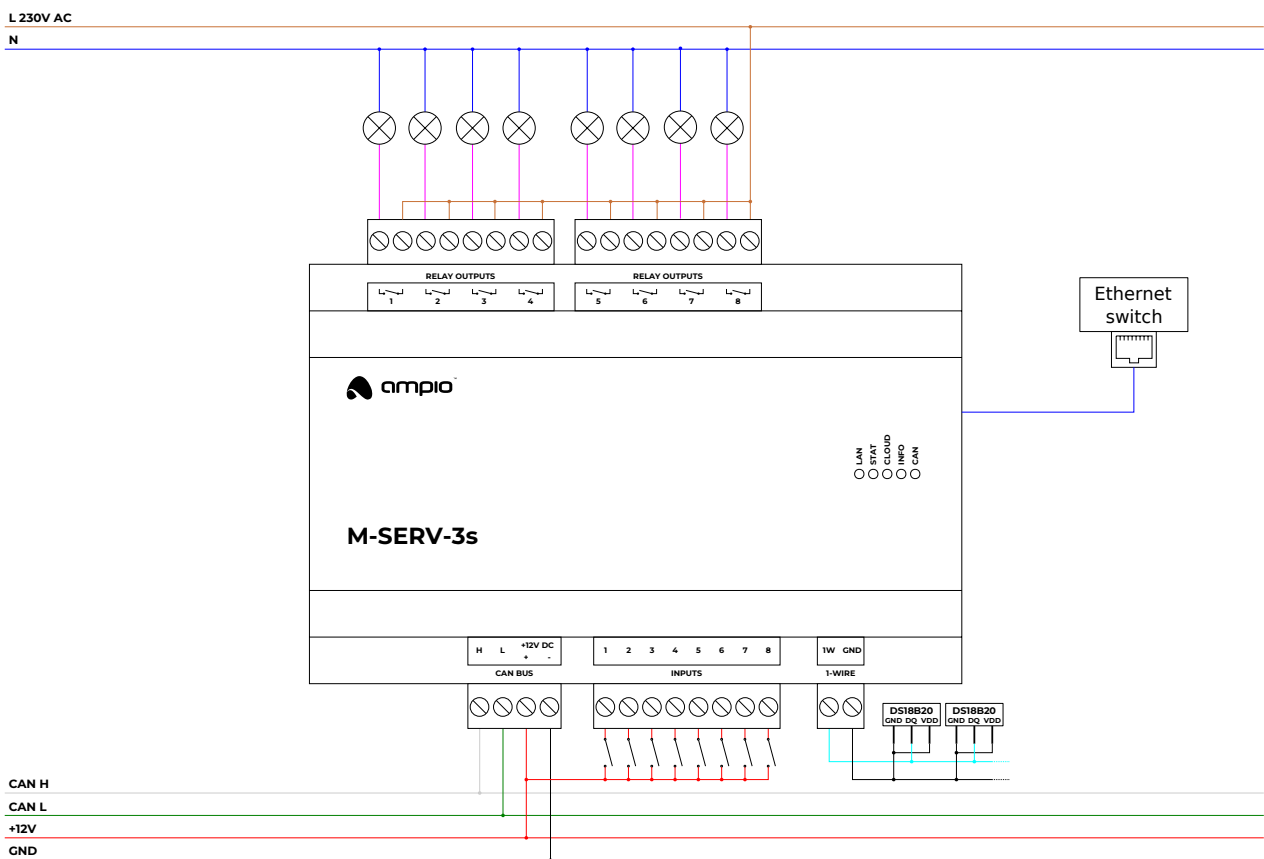 L 230V AC
N
RELAY OUTPUTS
RELAY OUTPUTS
1 2 3 4
5 6 7 8
Ethernet
switch
ampio™
LAN
STAT
CLOUD
INFO
CAN
M-SERV-3s
H L +12V DC
+ -
CAN BUS
1 2 3 4 5 6 7 8
INPUTS
1W GND
1-WIRE
DS18B20
GND DQ VDD
DS18B20
GND DQ VDD
CAN H
CAN L
+12V
GND